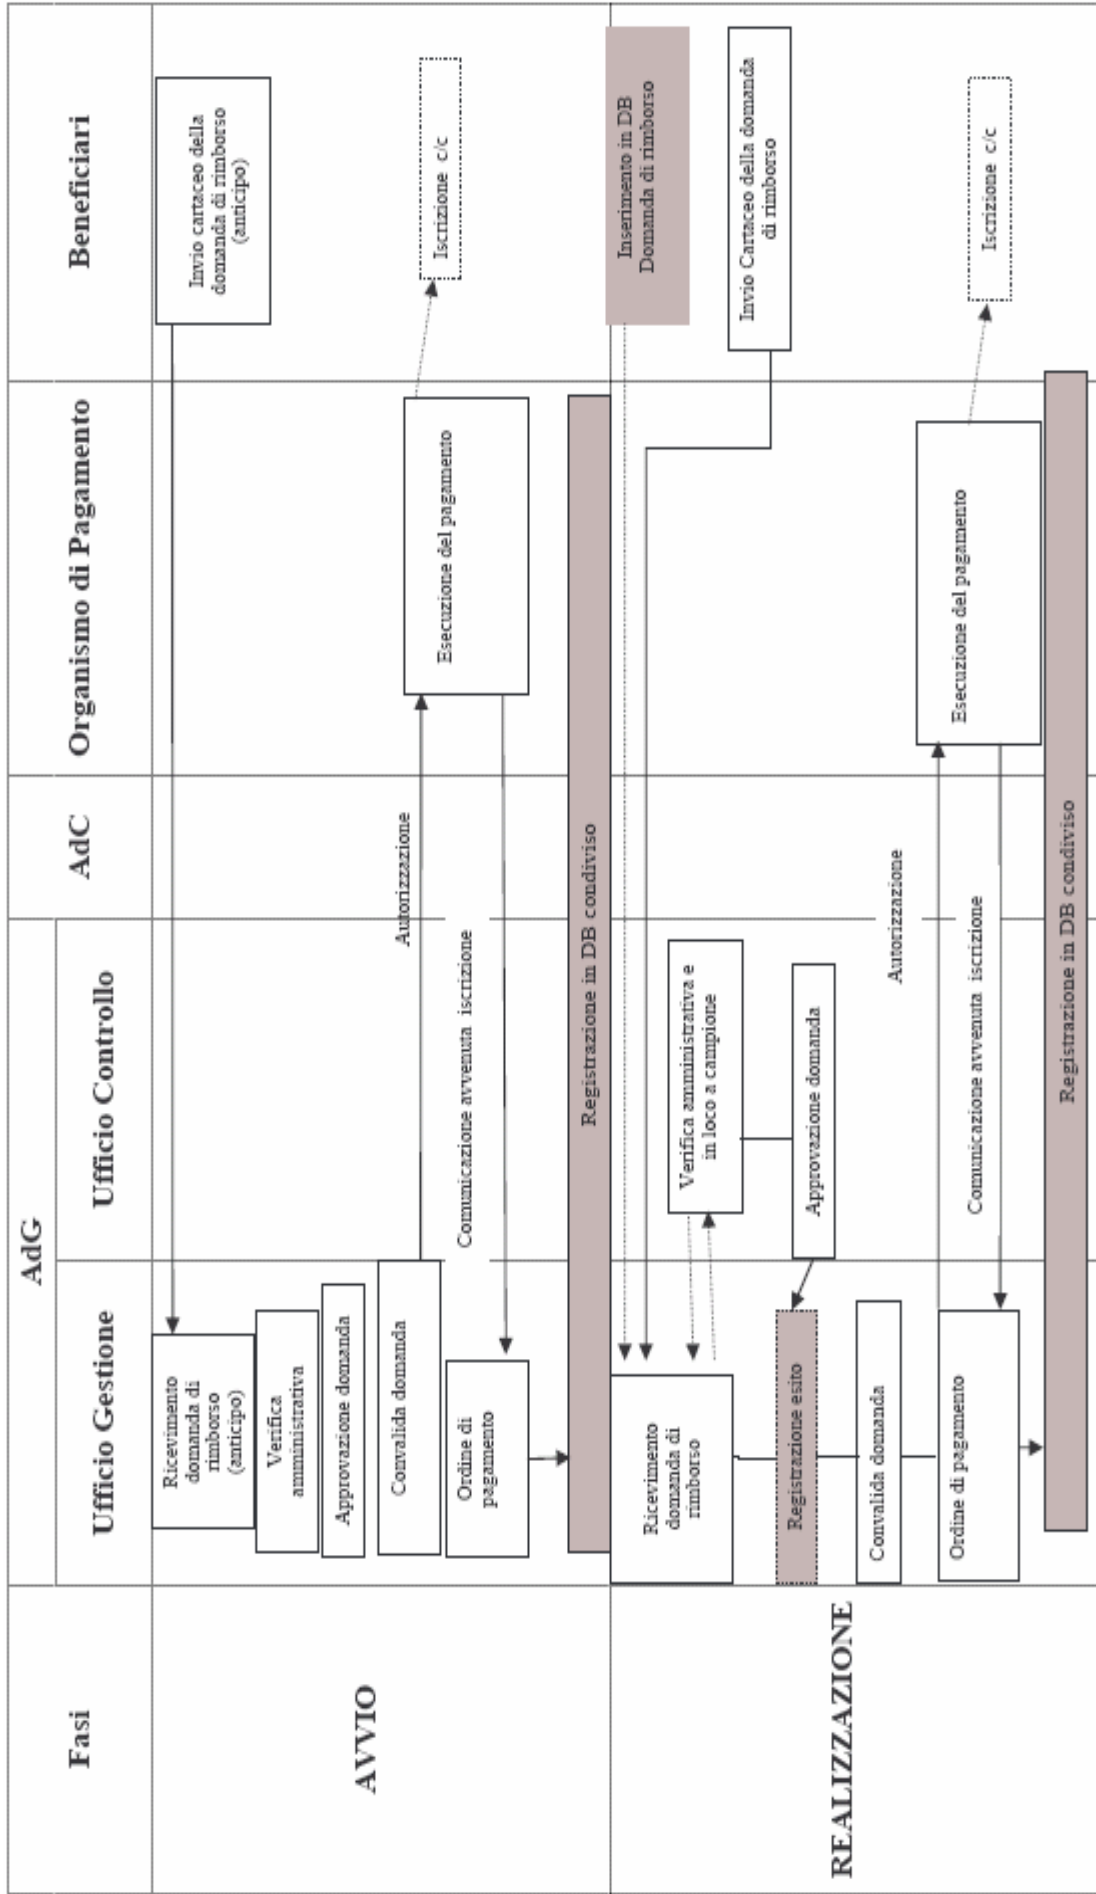 Fasi
AdG
Ufficio Gestione
Ufficio Controllo
AdC
Organismo di Pagamento
Beneficiari
AVVIO
Ricevimento
domanda di
rimborso
(anticipo)
Invio cartaceo della
domanda di rimborso
(anticipo)
Verifica
amministrativa
Approvazione domanda
Convalida domanda
Autorizzazione
Esecuzione del pagamento
Iscrizione c/c
Ordine di
pagamento
Comunicazione avvenuta iscrizione
Registrazione in DB condiviso
REALIZZAZIONE
Inserimento in DB
Domanda di rimborso
Ricevimento
domanda di
rimborso
Verifica amministrativa e
in loco a campione
Invio Cartaceo della domanda
di rimborso
Registrazione esito
Approvazione domanda
Convalida domanda
Autorizzazione
Esecuzione del pagamento
Iscrizione c/c
Ordine di pagamento
Comunicazione avvenuta iscrizione
Registrazione in DB condiviso